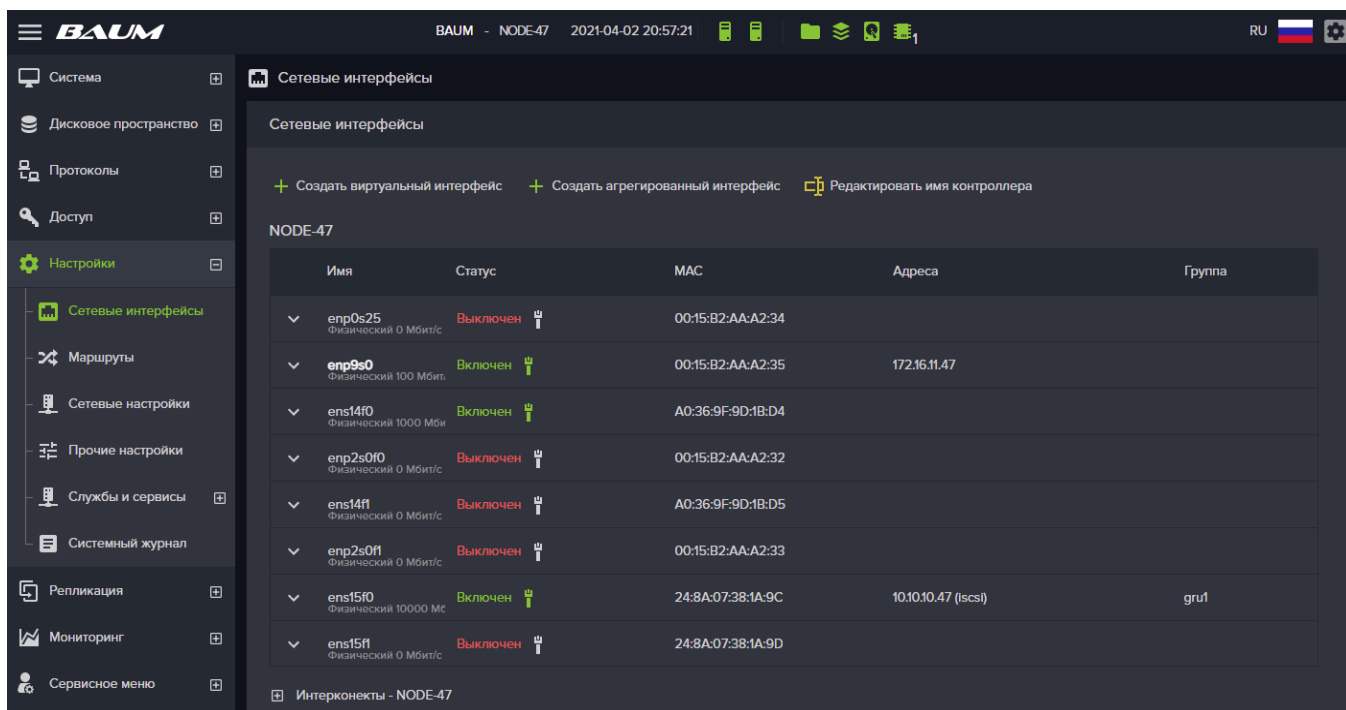 BAUM
BAUM - NODE-47 2021-04-02 20:57:21 1 RU
Система
Дисковое пространство
Протоколы
Доступ
Настройки
Сетевые интерфейсы
Маршруты
Сетевые настройки
Прочие настройки
Службы и сервисы
Системный журнал
Репликация
Мониторинг
Сервисное меню
Сетевые интерфейсы
Сетевые интерфейсы
Создать виртуальный интерфейс Создать агрегированный интерфейс Редактировать имя контроллера
NODE-47
Имя Статус MAC Адреса Группа
enp0s25 Выключен 00:15:B2:AA:A2:34
Физический 0 Мбит/с
enp9s0 Включен 00:15:B2:AA:A2:35 172.16.11.47
Физический 100 Мбит/
ens14f0 Включен A0:36:9F:9D:1B:D4
Физический 1000 Мби
enp2s0f0 Выключен 00:15:B2:AA:A2:32
Физический 0 Мбит/с
ens14f1 Выключен A0:36:9F:9D:1B:D5
Физический 0 Мбит/с
enp2s0f1 Выключен 00:15:B2:AA:A2:33
Физический 0 Мбит/с
ens15f0 Включен 24:8A:07:38:1A:9C 10.10.10.47 (iscsi) gru1
Физический 10000 Мб
ens15f1 Выключен 24:8A:07:38:1A:9D
Физический 0 Мбит/с
Интерконекты - NODE-47